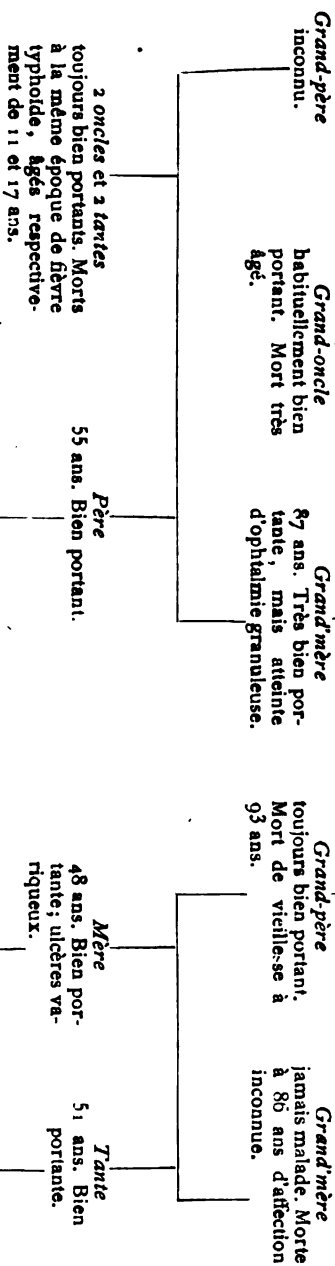 Grand-père
inconnu.
Grand-oncle
habituellement bien
portant. Mort très
âgé.
Grand'mère
87 ans. Très bien por-
tante, mais atteinte
d'ophtalmie granuleuse.
Grand-père
toujours bien portant.
Mort de vieillesse à
93 ans.
Grand'mère
jamais malade. Morte
à 86 ans d'affection
inconnue.
2 oncles et 2 tantes
toujours bien portants. Morts
à la même époque de fièvre
typhoïde, âgés respective-
ment de 11 et 17 ans.
Père
55 ans. Bien portant.
Mère
48 ans. Bien por-
tante; ulcères va-
riqueux.
Tante
51 ans. Bien
portante.